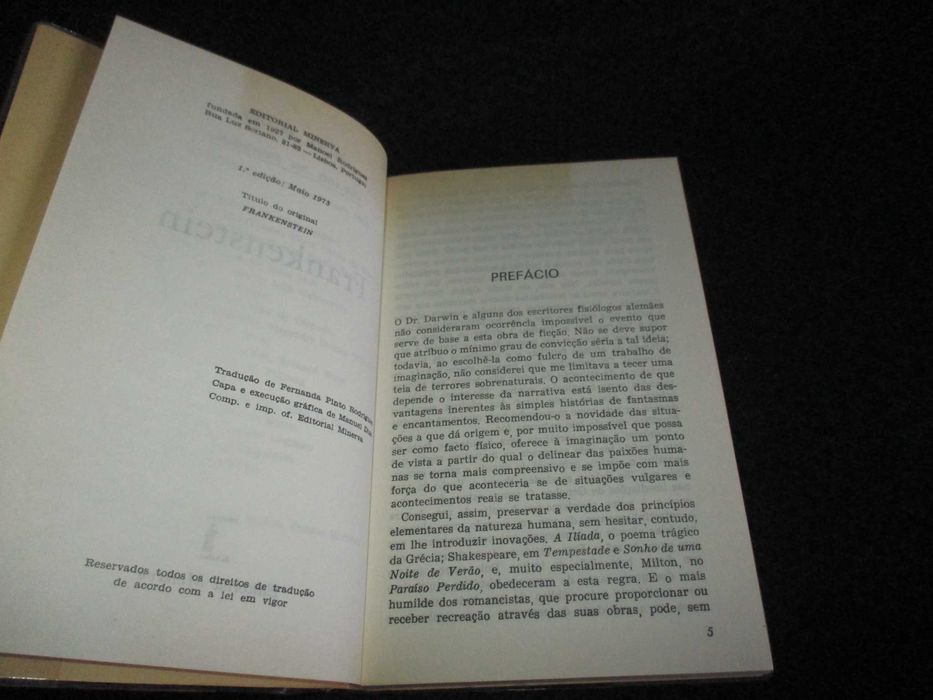 EDITORIAL MINERVA
fundada em 1927 por Manuel Rodrigues
Rua Luz Soriano, 31-33 — Lisboa, Portugal
1.ª edição: Maio 1973
Título do original
FRANKENSTEIN
Tradução de Fernanda Pinto Rodrigues
Capa e execução gráfica de Manuel Dias
Comp. e imp. of. Editorial Minerva
Reservados todos os direitos de tradução
de acordo com a lei em vigor
PREFÁCIO
O Dr. Darwin e alguns dos escritores fisiólogos alemães
não consideraram ocorrência impossível o evento que
serve de base a esta obra de ficção. Não se deve supor
que atribuo o mínimo grau de convicção séria a tal ideia;
todavia, ao escolhê-la como fulcro de um trabalho de
imaginação, não considerei que me limitava a tecer uma
teia de terrores sobrenaturais. O acontecimento de que
depende o interesse da narrativa está isento das des-
vantagens inerentes às simples histórias de fantasmas
e encantamentos. Recomendou-o a novidade das situa-
ções a que dá origem e, por muito impossível que possa
ser como facto físico, oferece à imaginação um ponto
de vista a partir do qual o delinear das paixões huma-
nas se torna mais compreensivo e se impõe com mais
força do que aconteceria se de situações vulgares e
acontecimentos reais se tratasse.
Consegui, assim, preservar a verdade dos princípios
elementares da natureza humana, sem hesitar, contudo,
em lhe introduzir inovações. A Ilíada, o poema trágico
da Grécia; Shakespeare, em Tempestade e Sonho de uma
Noite de Verão, e, muito especialmente, Milton, no
Paraíso Perdido, obedeceram a esta regra. E o mais
humilde dos romancistas, que procure proporcionar ou
receber recreação através das suas obras, pode, sem
5